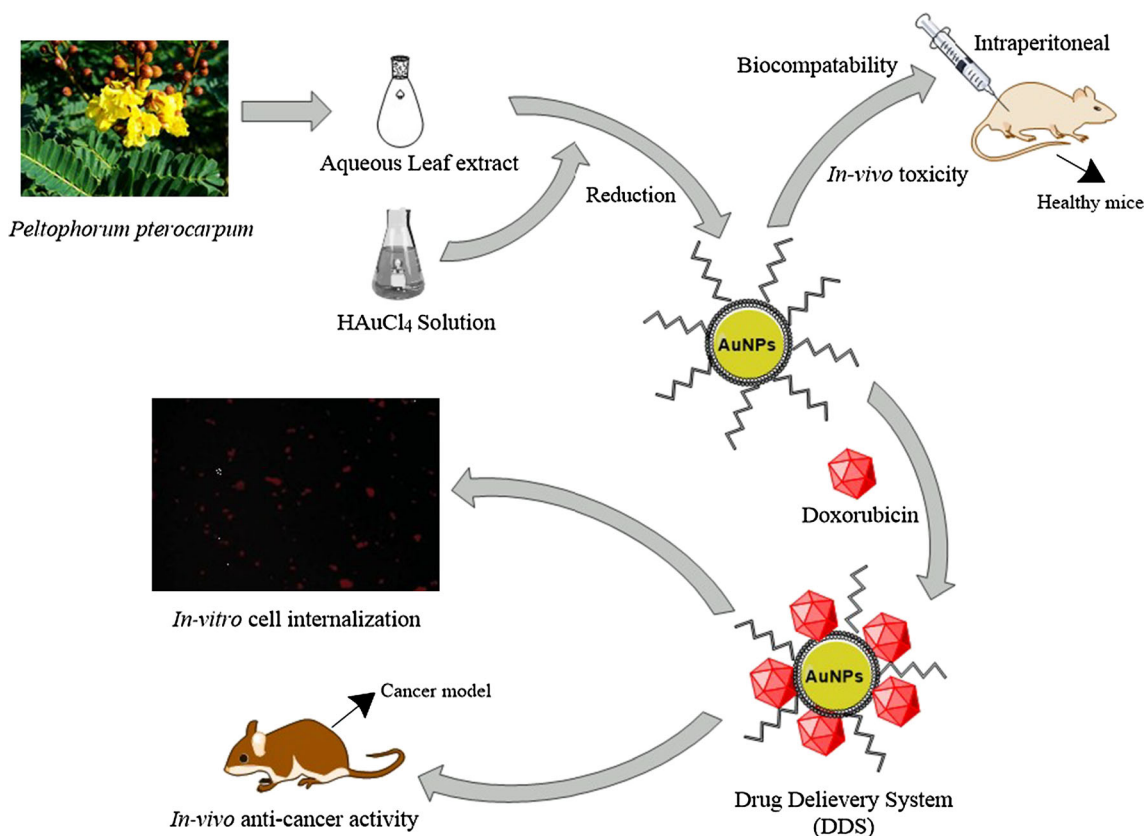 Peltophorum pterocarpum
Aqueous Leaf extract
HAuCl4 Solution
Reduction
Biocompatability
In-vivo toxicity
Intraperitoneal
Healthy mice
AuNPs
Doxorubicin
AuNPs
Drug Delievery System
(DDS)
In-vitro cell internalization
Cancer model
In-vivo anti-cancer activity